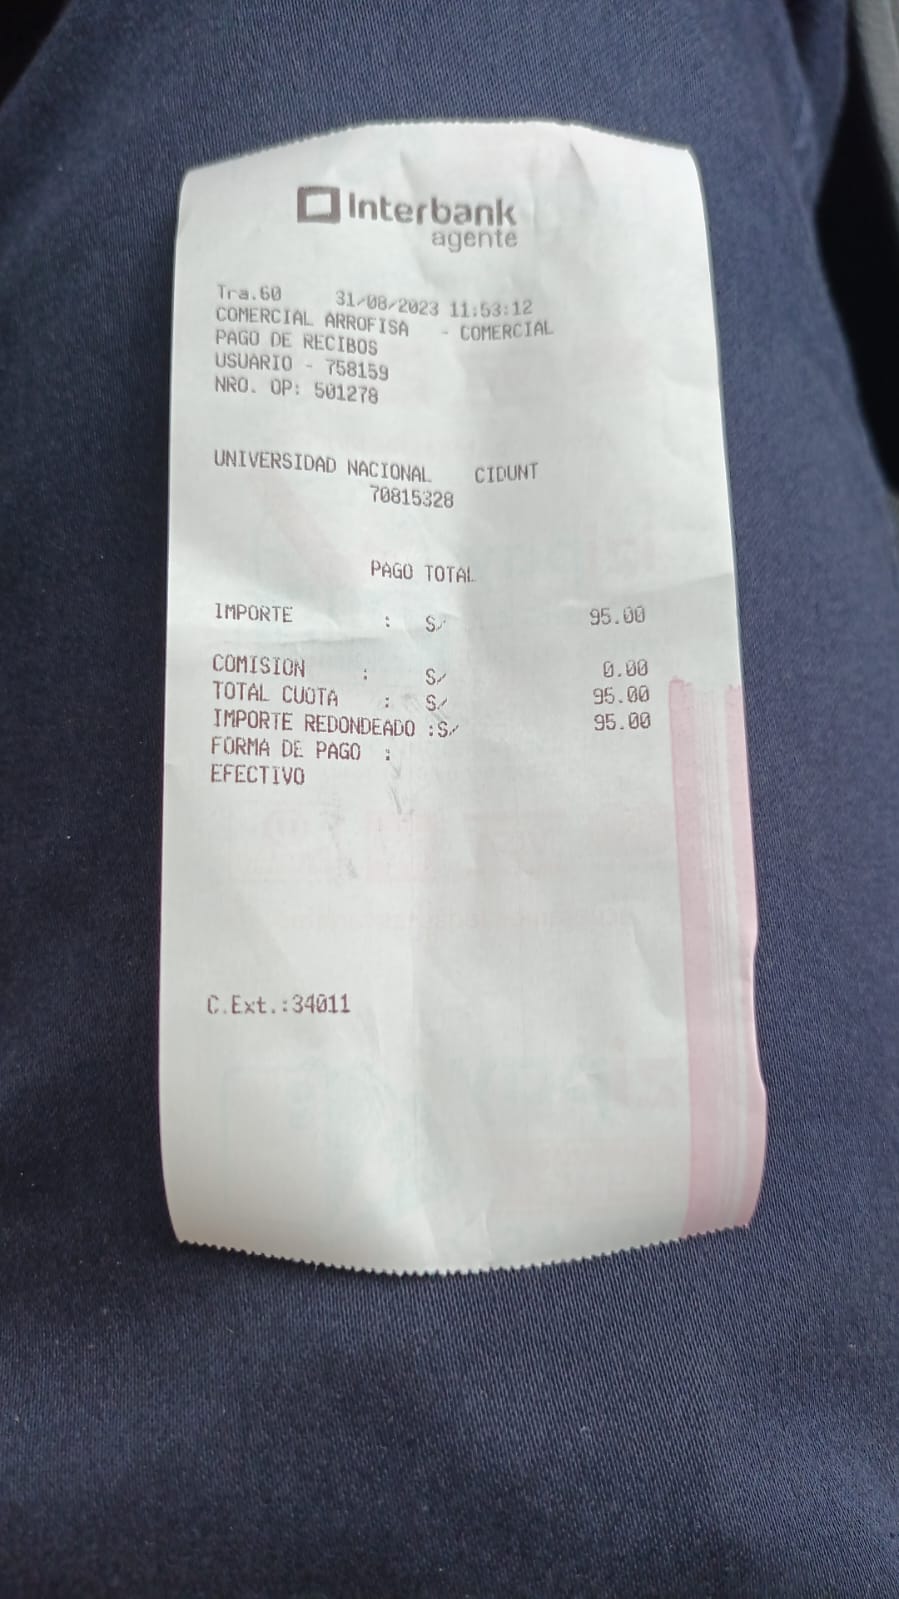 Interbank
agente
Tra.60 31/08/2023 11:53:12
COMERCIAL ARROFISA - COMERCIAL
PAGO DE RECIBOS
USUARIO - 758159
NRO. OP: 501278
UNIVERSIDAD NACIONAL CIDUNT
70815328
PAGO TOTAL
IMPORTE : S/ 95.00
COMISION : S/ 0.00
TOTAL CUOTA : S/ 95.00
IMPORTE REDONDEADO :S/ 95.00
FORMA DE PAGO :
EFECTIVO
C.Ext.:34011